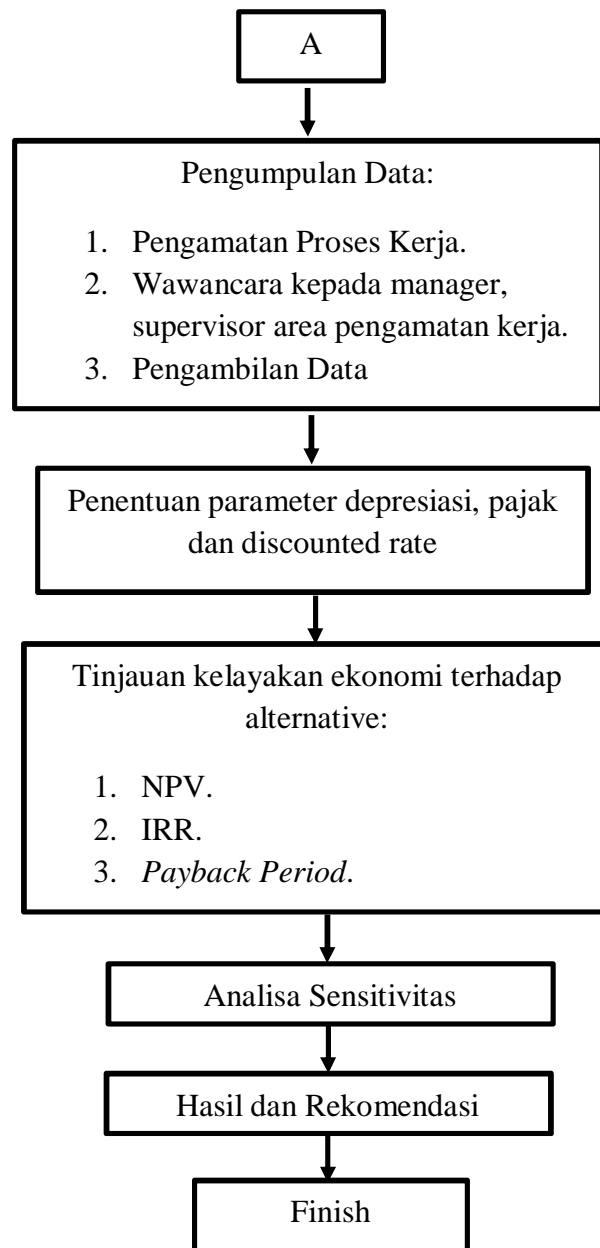 A
Pengumpulan Data:
1. Pengamatan Proses Kerja.
2. Wawancara kepada manager,
supervisor area pengamatan kerja.
3. Pengambilan Data
Penentuan parameter depresiasi, pajak
dan discounted rate
Tinjauan kelayakan ekonomi terhadap
alternative:
1. NPV.
2. IRR.
3. Payback Period.
Analisa Sensitivitas
Hasil dan Rekomendasi
Finish